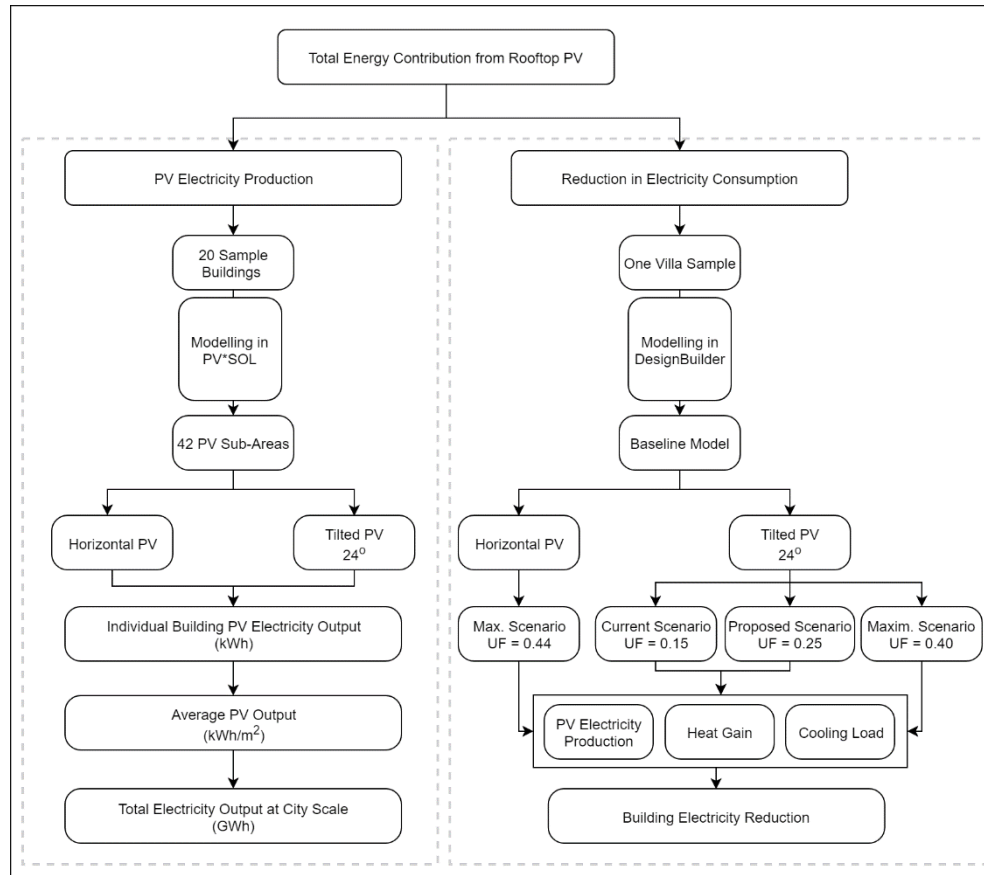 Total Energy Contribution from Rooftop PV
PV Electricity Production
20 Sample
Buildings
Modelling in
PV*SOL
42 PV Sub-Areas
Horizontal PV
Tilted PV
24⁰
Individual Building PV Electricity Output
(kWh)
Average PV Output
(kWh/m²)
Total Electricity Output at City Scale
(GWh)
Reduction in Electricity Consumption
One Villa Sample
Modelling in
DesignBuilder
Baseline Model
Horizontal PV
Tilted PV
24⁰
Max. Scenario
UF = 0.44
Current Scenario
UF = 0.15
Proposed Scenario
UF = 0.25
Maxim. Scenario
UF = 0.40
PV Electricity
Production
Heat Gain
Cooling Load
Building Electricity Reduction